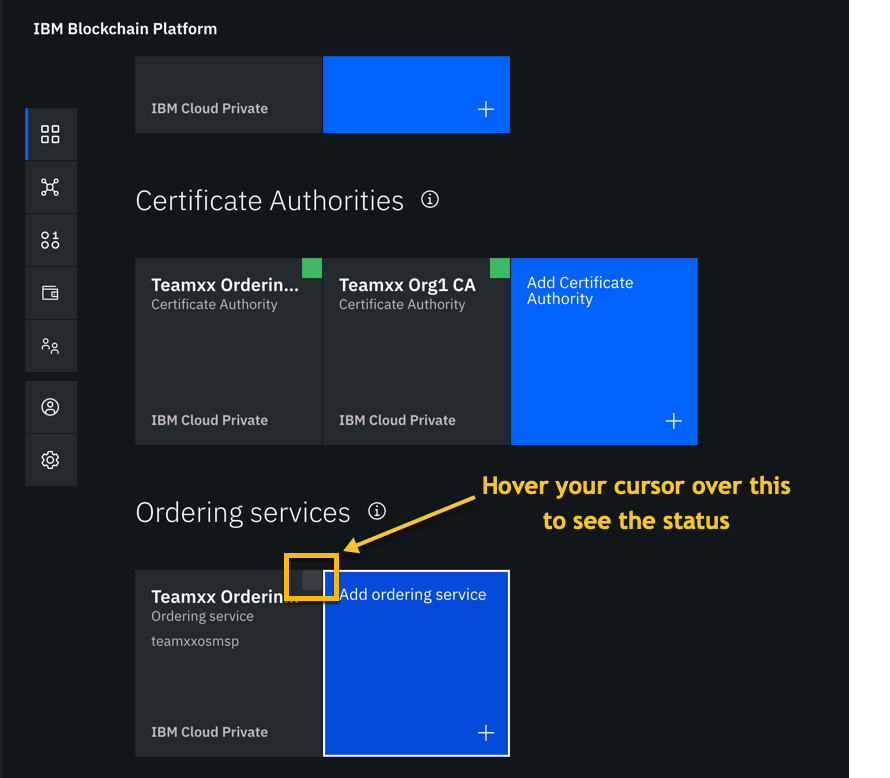 IBM Blockchain Platform
IBM Cloud Private
Certificate Authorities
Teamxx Orderin...
Certificate Authority
IBM Cloud Private
Teamxx Org1 CA
Certificate Authority
IBM Cloud Private
Add Certificate
Authority
Hover your cursor over this
to see the status
Ordering services
Teamxx Orderin...
Ordering service
teamxxosmsp
IBM Cloud Private
Add ordering service